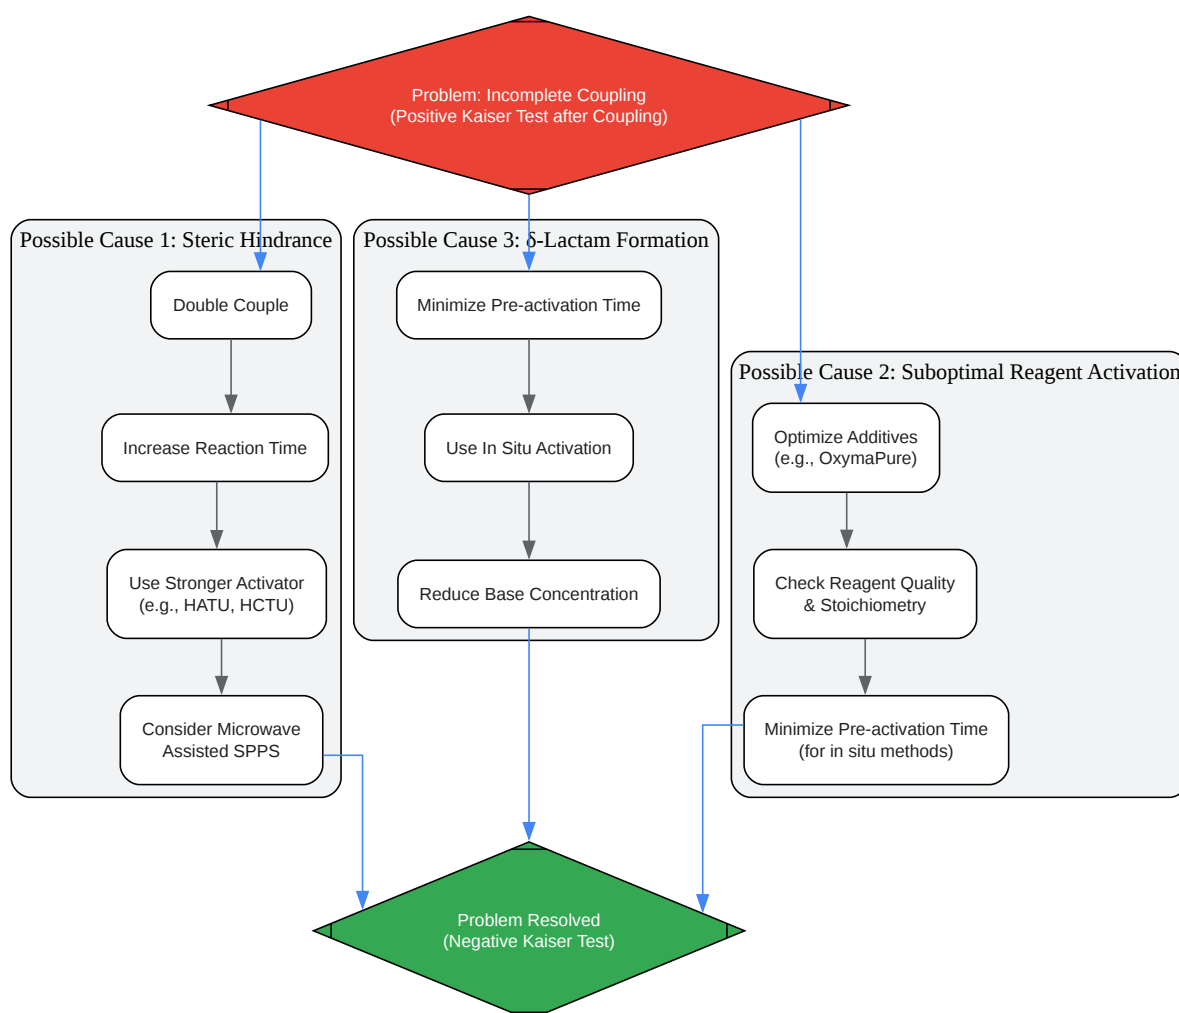 Problem: Incomplete Coupling
(Positive Kaiser Test after Coupling)
Possible Cause 1: Steric Hindrance
Double Couple
Increase Reaction Time
Use Stronger Activator
(e.g., HATU, HCTU)
Consider Microwave
Assisted SPPS
Possible Cause 3: δ-Lactam Formation
Minimize Pre-activation Time
Use In Situ Activation
Reduce Base Concentration
Possible Cause 2: Suboptimal Reagent Activation
Optimize Additives
(e.g., OxymaPure)
Check Reagent Quality
& Stoichiometry
Minimize Pre-activation Time
(for in situ methods)
Problem Resolved
(Negative Kaiser Test)